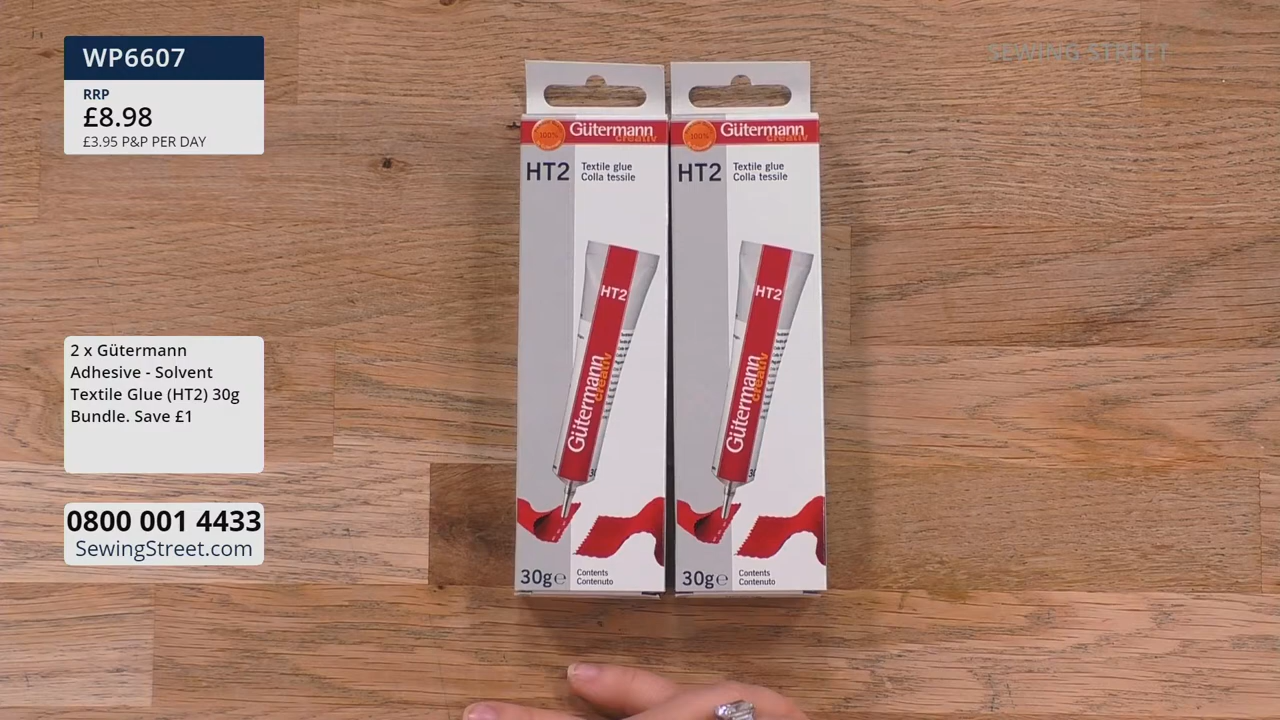 WP6607
RRP
£8.98
£3.95 P&P PER DAY
2 x Gütermann
Adhesive - Solvent
Textile Glue (HT2) 30g
Bundle. Save £1
0800 001 4433
SewingStreet.com
SEWING STREET
100%
Gütermann
creativ
HT2
Textile glue
Colla tessile
HT2
Gütermann
creativ
30g℮
Contents
Contenuto
100%
Gütermann
creativ
HT2
Textile glue
Colla tessile
HT2
Gütermann
creativ
30g℮
Contents
Contenuto